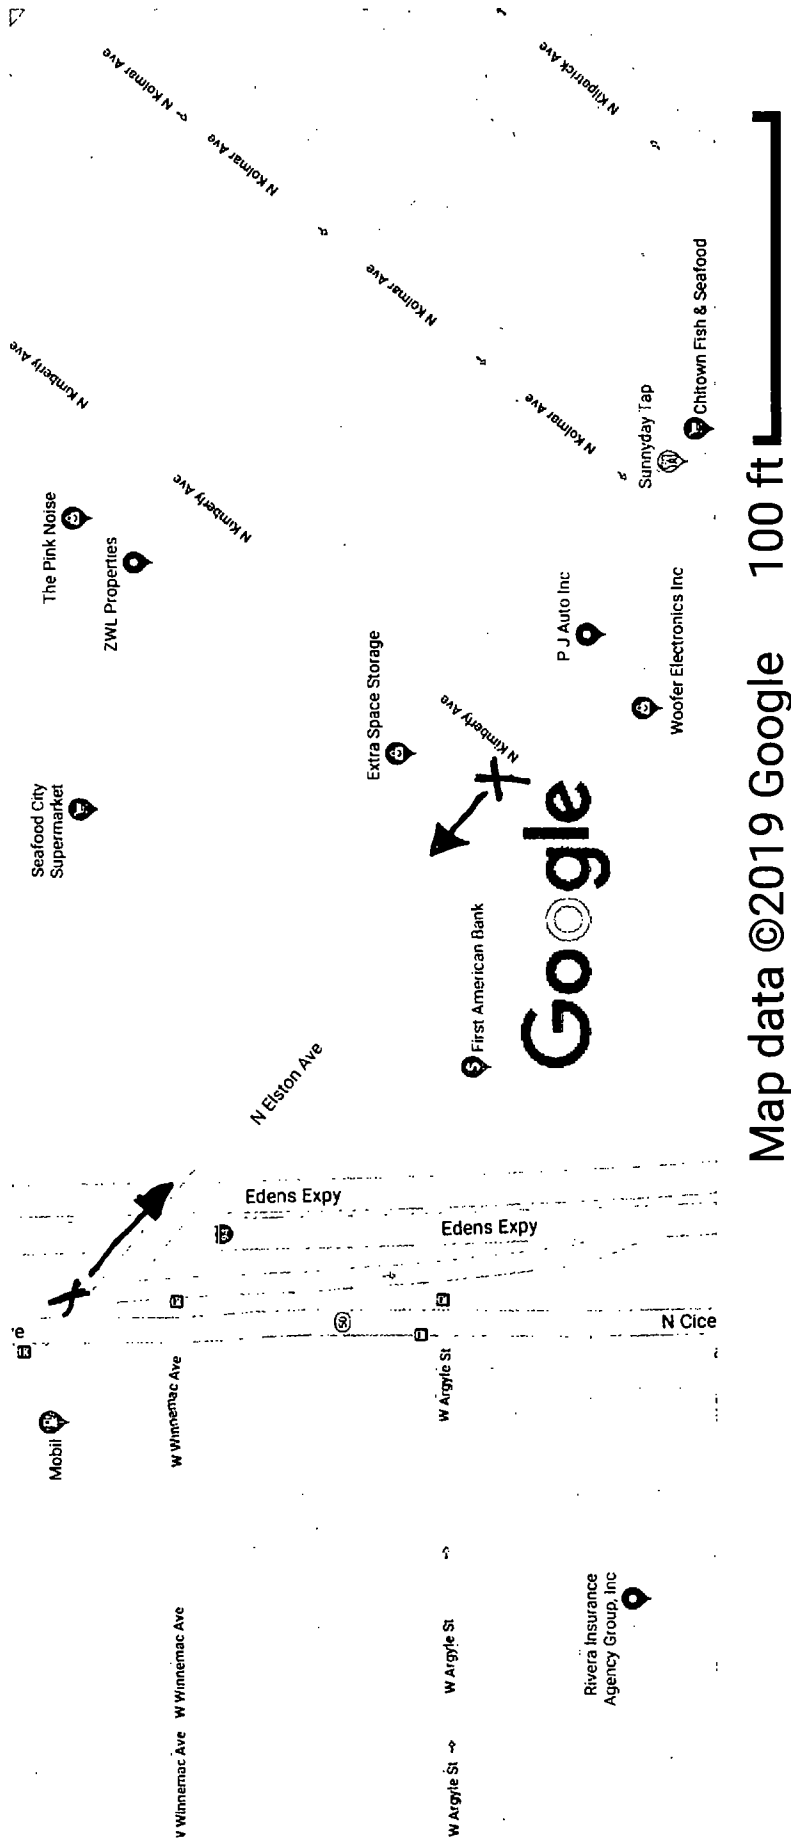 N Kimberly Ave
Seafood City
Supermarket
The Pink Noise
Mobil
ZWL Properties
N Kolmar Ave
Winnemac Ave
W Winnemac Ave
W Winnemac Ave
N Kimberly Ave
94
N Kolmar Ave
N Elston Ave
Edens Expy
50
Extra Space Storage
N Kolmar Ave
W Argyle St
W Argyle St
W Argyle St
First American Bank
N Kimberly Ave
Edens Expy
N Kolmar Ave
N Kilpatrick Ave
P J Auto Inc
Google
Rivera Insurance
Agency Group, Inc
Sunnyday Tap
Woofer Electronics Inc
N Cice
Chitown Fish & Seafood
Map data ©2019 Google 100 ft